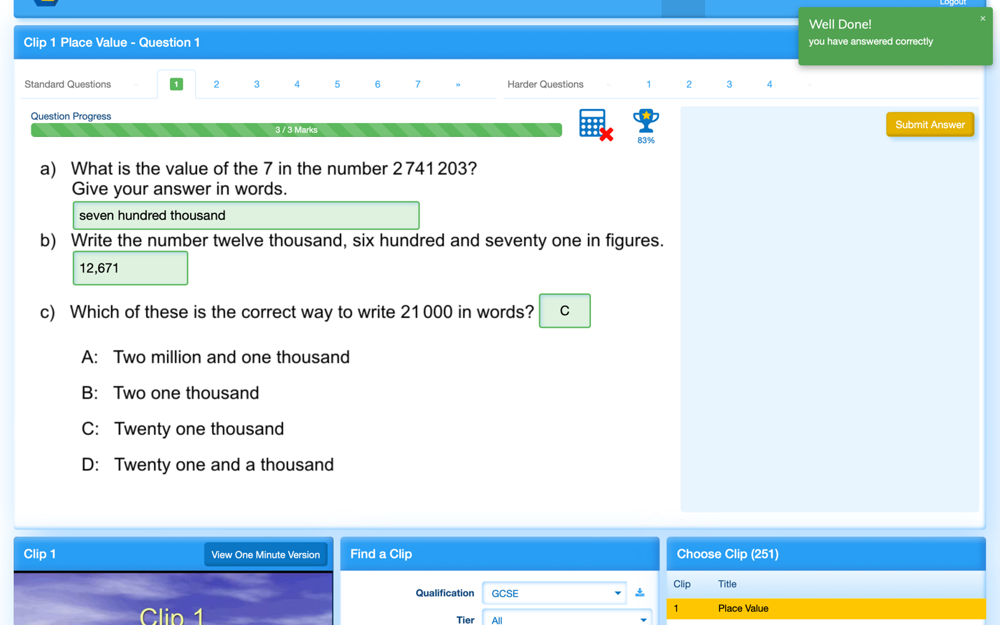 Logout
Well Done!
×
you have answered correctly
Clip 1 Place Value - Question 1
Standard Questions 1 2 3 4 5 6 7 » Harder Questions 1 2 3 4
Question Progress
3 / 3 Marks
83%
Submit Answer
a) What is the value of the 7 in the number 2 741 203?
Give your answer in words.
seven hundred thousand
b) Write the number twelve thousand, six hundred and seventy one in figures.
12,671
c) Which of these is the correct way to write 21 000 in words? C
A: Two million and one thousand
B: Two one thousand
C: Twenty one thousand
D: Twenty one and a thousand
Clip 1 View One Minute Version
Clip 1
Find a Clip
Qualification GCSE
Tier All
Choose Clip (251)
Clip Title
1 Place Value